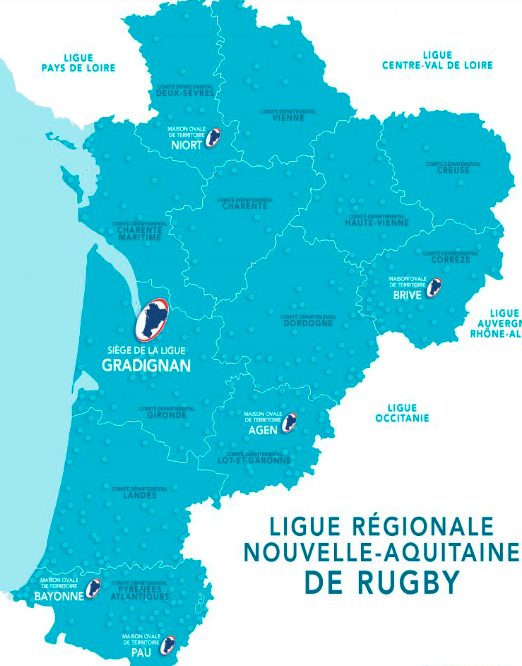 LIGUE
PAYS DE LOIRE
LIGUE
CENTRE-VAL DE LOIRE
COMITÉ DÉPARTEMENTAL
DEUX-SÈVRES
COMITÉ DÉPARTEMENTAL
VIENNE
MAISON OVALE
DE TERRITOIRE
NIORT
COMITÉ DÉPARTEMENTAL
CREUSE
COMITÉ DÉPARTEMENTAL
CHARENTE
COMITÉ DÉPARTEMENTAL
HAUTE-VIENNE
COMITÉ DÉPARTEMENTAL
CHARENTE
MARITIME
COMITÉ DÉPARTEMENTAL
CORRÈZE
MAISON OVALE
DE TERRITOIRE
BRIVE
COMITÉ DÉPARTEMENTAL
DORDOGNE
LIGUE
AUVERGN
RHÔNE-AL
SIÈGE DE LA LIGUE
GRADIGNAN
COMITÉ DÉPARTEMENTAL
GIRONDE
MAISON OVALE
DE TERRITOIRE
AGEN
LIGUE
OCCITANIE
COMITÉ DÉPARTEMENTAL
LOT-ET-GARONNE
COMITÉ DÉPARTEMENTAL
LANDES
LIGUE RÉGIONALE
NOUVELLE-AQUITAINE
DE RUGBY
MAISON OVALE
DE TERRITOIRE
BAYONNE
COMITÉ DÉPARTEMENTAL
PYRÉNÉES
ATLANTIQUES
MAISON OVALE
DE TERRITOIRE
PAU